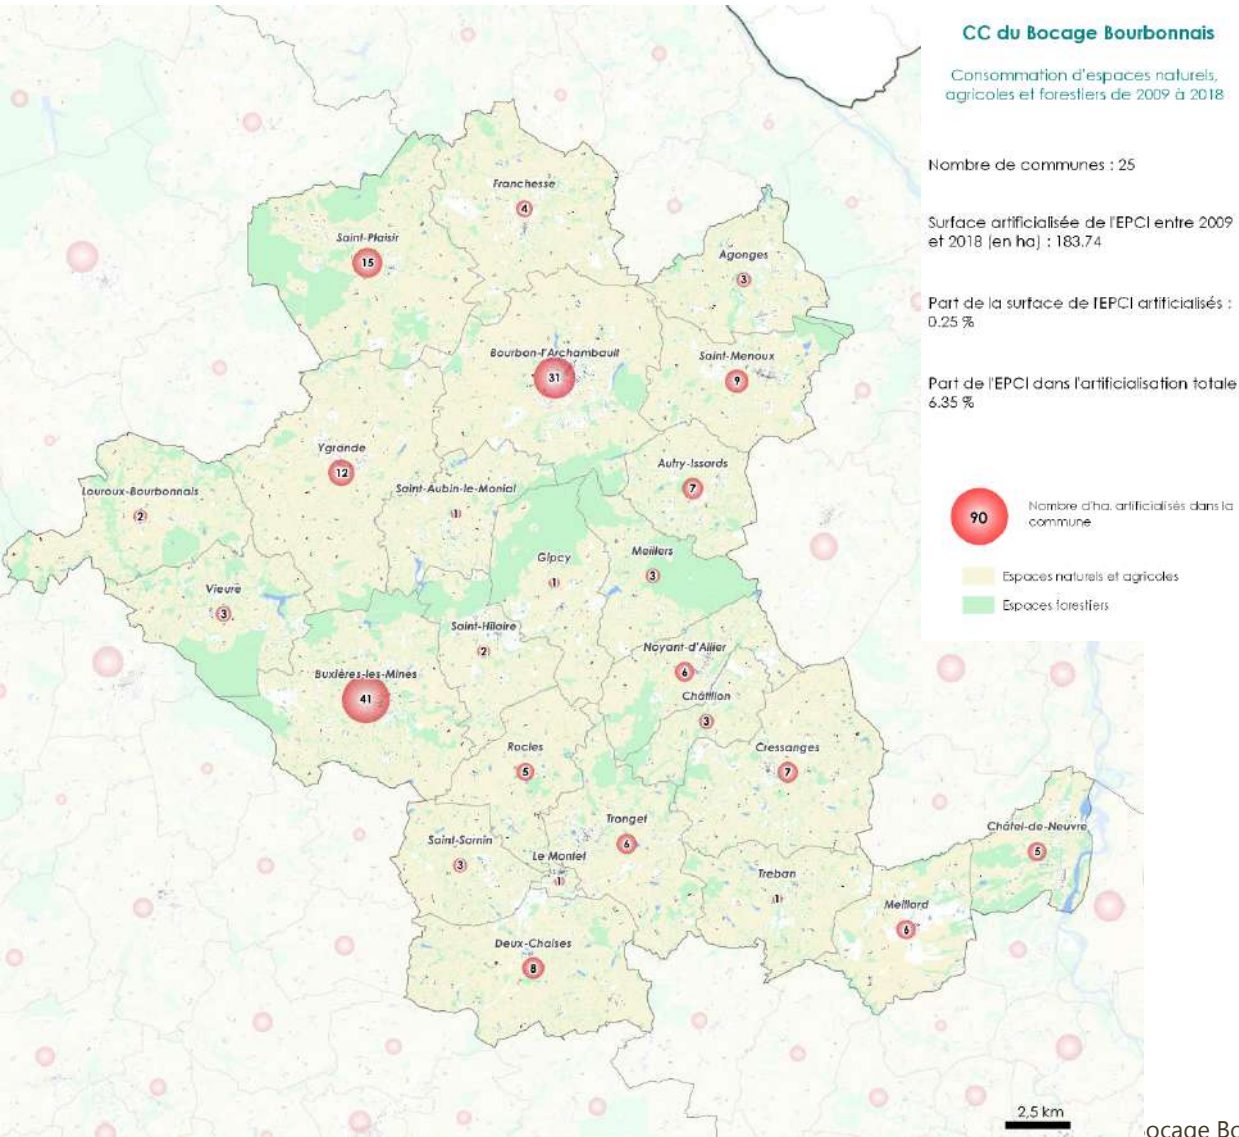 CC du Bocage Bourbonnais
Consommation d'espaces naturels,
agricoles et forestiers de 2009 à 2018
Nombre de communes : 25
Surface artificialisée de l'EPCI entre 2009
et 2018 (en ha) : 183.74
Part de la surface de l'EPCI artificialisés :
0.25 %
Part de l'EPCI dans l'artificialisation totale
6.35 %
90
Nombre d'ha. artificialisés dans la
commune
Espaces naturels et agricoles
Espaces forestiers
Franchesse
4
Saint-Plaisir
15
Agonges
3
Bourbon-l'Archambault
31
Saint-Menoux
9
Ygrande
12
Autry-Issards
7
Louroux-Bourbonnais
2
Saint-Aubin-le-Monial
1
Gipcy
1
Meillers
3
Vieure
3
Saint-Hilaire
2
Noyant-d'Allier
6
Buxières-les-Mines
41
Châtillon
3
Rocles
5
Cressanges
7
Tronget
6
Châtel-de-Neuvre
5
Saint-Sornin
3
Le Montet
1
Treban
1
Meillard
6
Deux-Chaises
8
2,5 km
ocage Bo